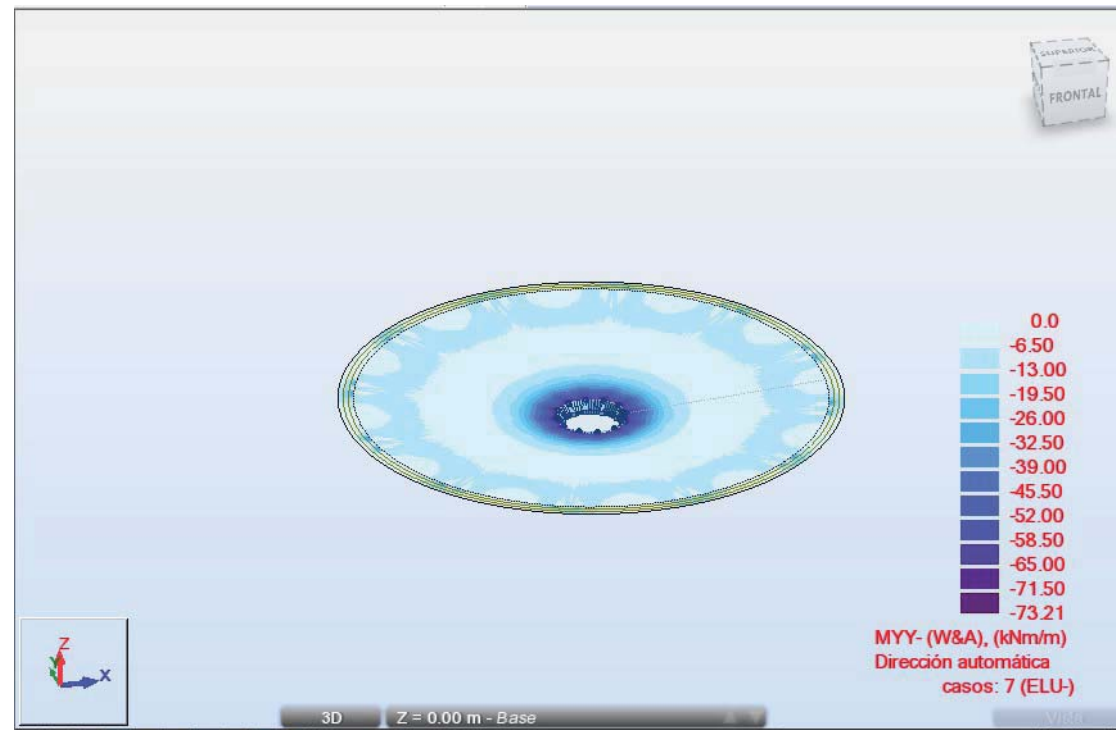 SUPERIOR
FRONTAL
0.0
-6.50
-13.00
-19.50
-26.00
-32.50
-39.00
-45.50
-52.00
-58.50
-65.00
-71.50
-73.21
MYY- (W&A), (kNm/m)
Dirección automática
casos: 7 (ELU-)
Z
Y
X
3D
Z = 0.00 m - Base
Vista